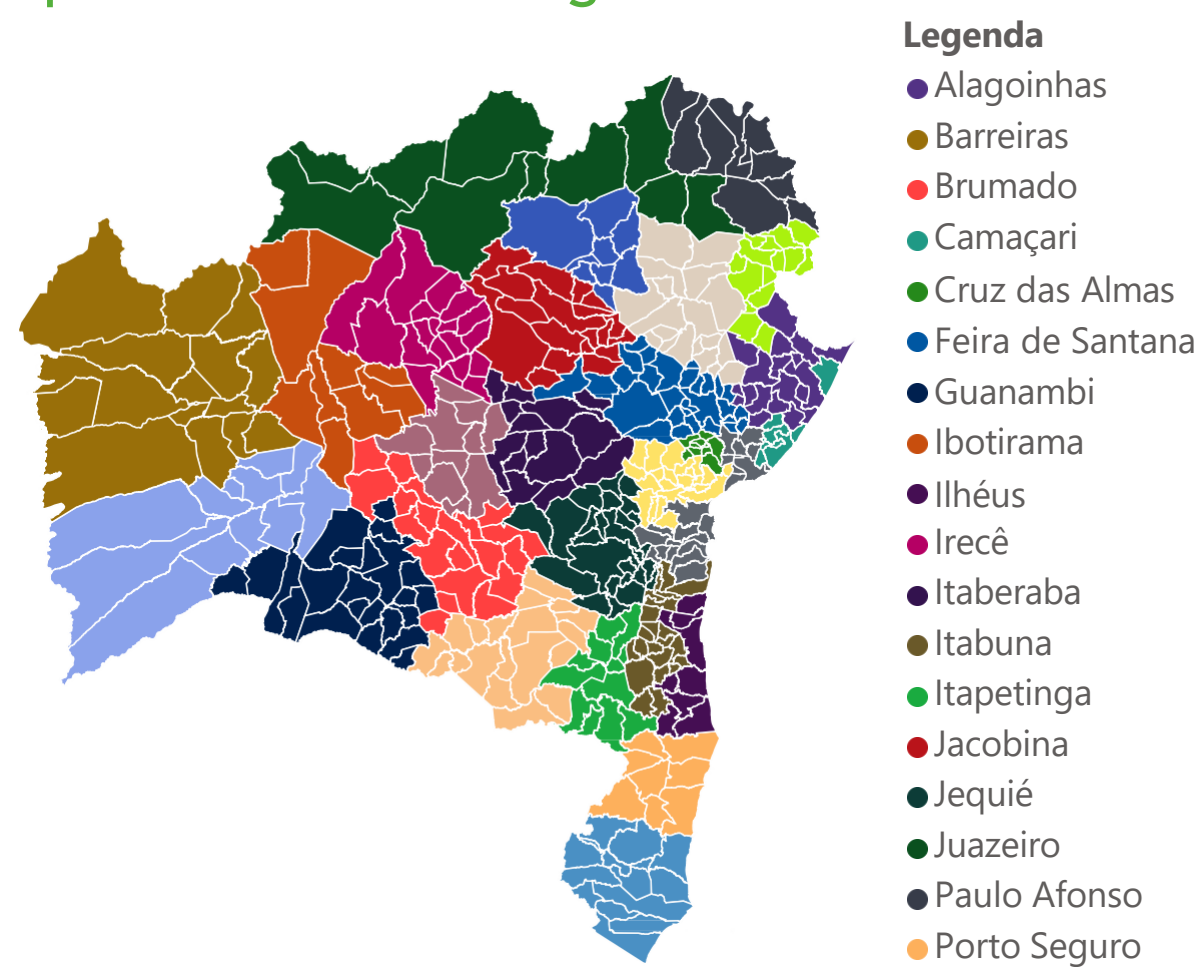 Legenda
Alagoinhas
Barreiras
Brumado
Camaçari
Cruz das Almas
Feira de Santana
Guanambi
Ibotirama
Ilhéus
Irecê
Itaberaba
Itabuna
Itapetinga
Jacobina
Jequié
Juazeiro
Paulo Afonso
Porto Seguro